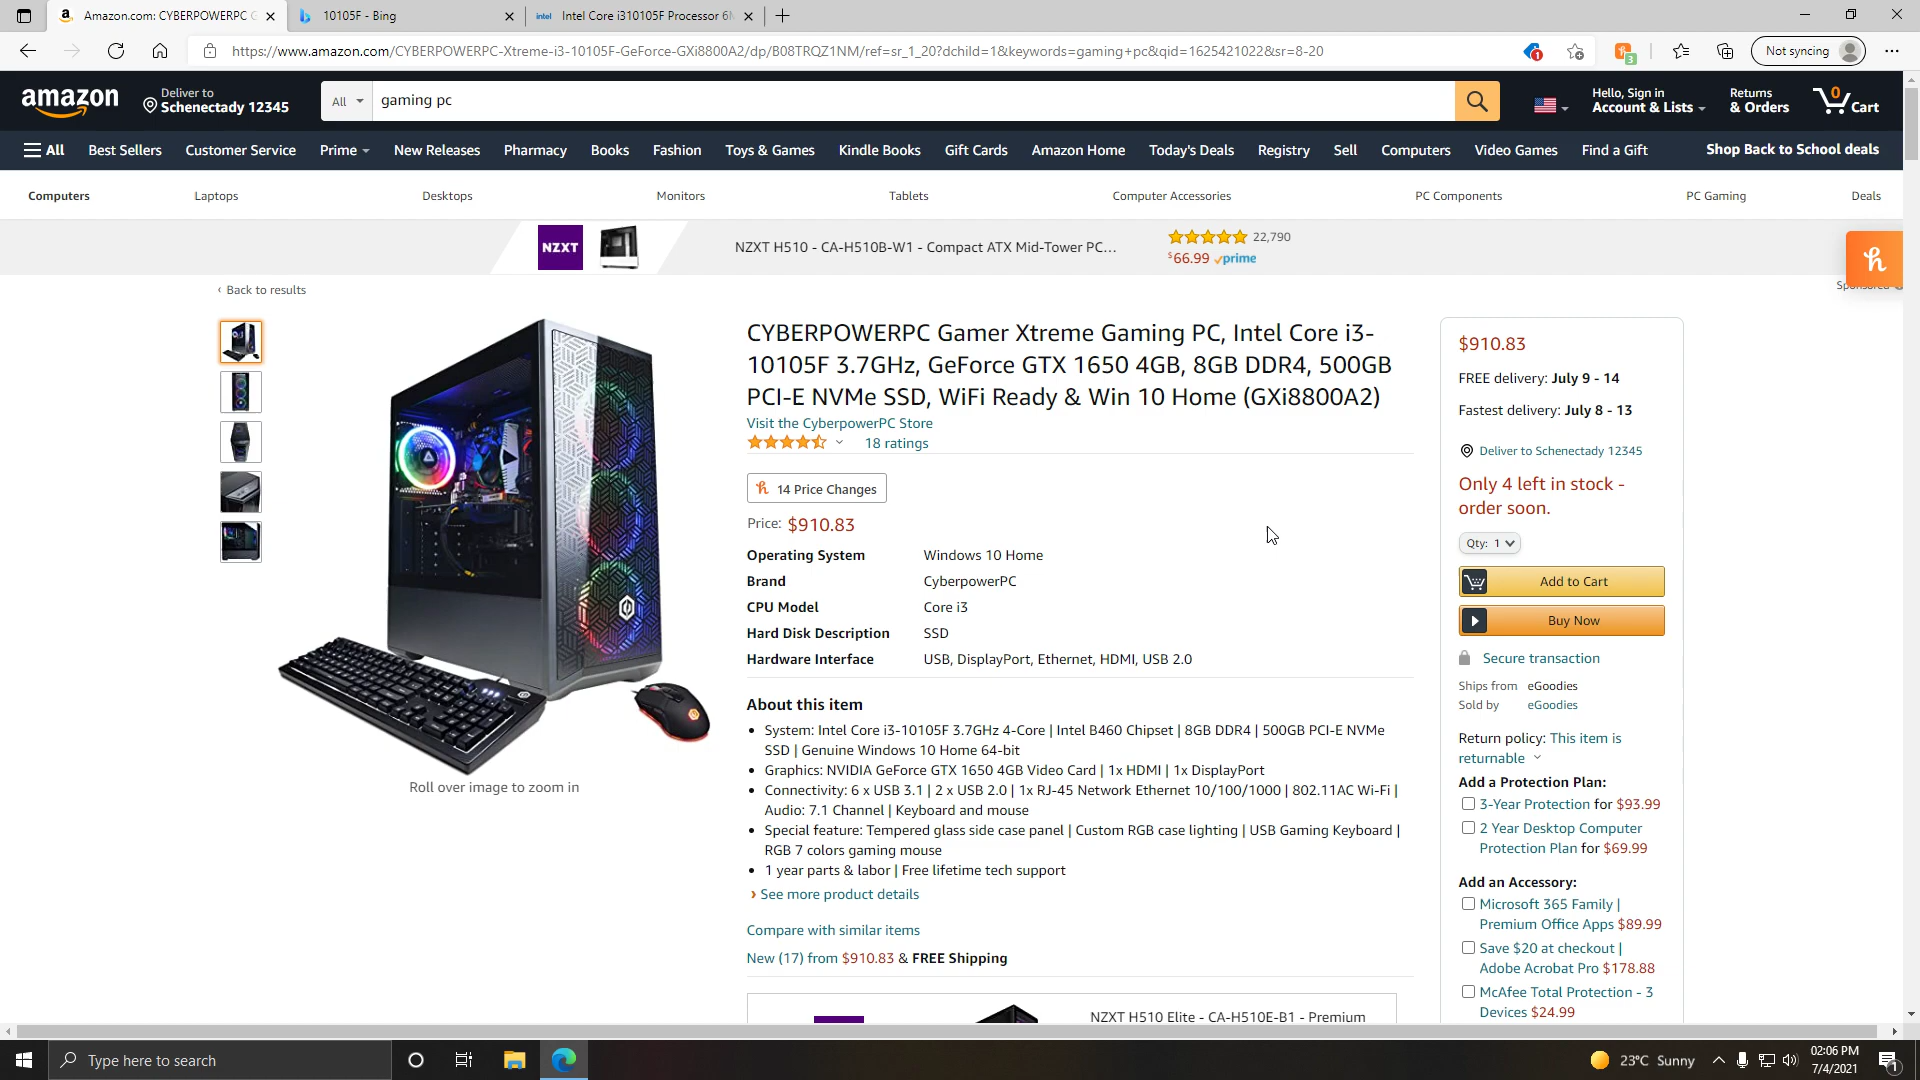 Amazon.com: CYBERPOWERPC G
10105F - Bing
intel Intel Core i310105F Processor 6M
https://www.amazon.com/CYBERPOWERPC-Xtreme-i3-10105F-GeForce-GXi8800A2/dp/B08TRQZ1NM/ref=sr_1_20?dchild=1&keywords=gaming+pc&qid=1625421022&sr=8-20
1
3
Not syncing
amazon
Deliver to
Schenectady 12345
All
gaming pc
Hello, Sign in
Account & Lists
Returns
& Orders
0
Cart
All Best Sellers Customer Service Prime New Releases Pharmacy Books Fashion Toys & Games Kindle Books Gift Cards Amazon Home Today's Deals Registry Sell Computers Video Games Find a Gift Shop Back to School deals
Computers Laptops Desktops Monitors Tablets Computer Accessories PC Components PC Gaming Deals
NZXT
NZXT H510 - CA-H510B-W1 - Compact ATX Mid-Tower PC...
22,790
$66.99 prime
h
Sponsored
‹ Back to results
Roll over image to zoom in
CYBERPOWERPC Gamer Xtreme Gaming PC, Intel Core i3-
10105F 3.7GHz, GeForce GTX 1650 4GB, 8GB DDR4, 500GB
PCI-E NVMe SSD, WiFi Ready & Win 10 Home (GXi8800A2)
Visit the CyberpowerPC Store
18 ratings
h 14 Price Changes
Price: $910.83
Operating System Windows 10 Home
Brand CyberpowerPC
CPU Model Core i3
Hard Disk Description SSD
Hardware Interface USB, DisplayPort, Ethernet, HDMI, USB 2.0
About this item
• System: Intel Core i3-10105F 3.7GHz 4-Core | Intel B460 Chipset | 8GB DDR4 | 500GB PCI-E NVMe
SSD | Genuine Windows 10 Home 64-bit
• Graphics: NVIDIA GeForce GTX 1650 4GB Video Card | 1x HDMI | 1x DisplayPort
• Connectivity: 6 x USB 3.1 | 2 x USB 2.0 | 1x RJ-45 Network Ethernet 10/100/1000 | 802.11AC Wi-Fi |
Audio: 7.1 Channel | Keyboard and mouse
• Special feature: Tempered glass side case panel | Custom RGB case lighting | USB Gaming Keyboard |
RGB 7 colors gaming mouse
• 1 year parts & labor | Free lifetime tech support
› See more product details
Compare with similar items
New (17) from $910.83 & FREE Shipping
NZXT H510 Elite - CA-H510E-B1 - Premium
$910.83
FREE delivery: July 9 - 14
Fastest delivery: July 8 - 13
Deliver to Schenectady 12345
Only 4 left in stock -
order soon.
Qty: 1
Add to Cart
Buy Now
Secure transaction
Ships from eGoodies
Sold by eGoodies
Return policy: This item is
returnable
Add a Protection Plan:
3-Year Protection for $93.99
2 Year Desktop Computer
Protection Plan for $69.99
Add an Accessory:
Microsoft 365 Family |
Premium Office Apps $89.99
Save $20 at checkout |
Adobe Acrobat Pro $178.88
McAfee Total Protection - 3
Devices $24.99
Type here to search
23°C Sunny
02:06 PM
7/4/2021
1